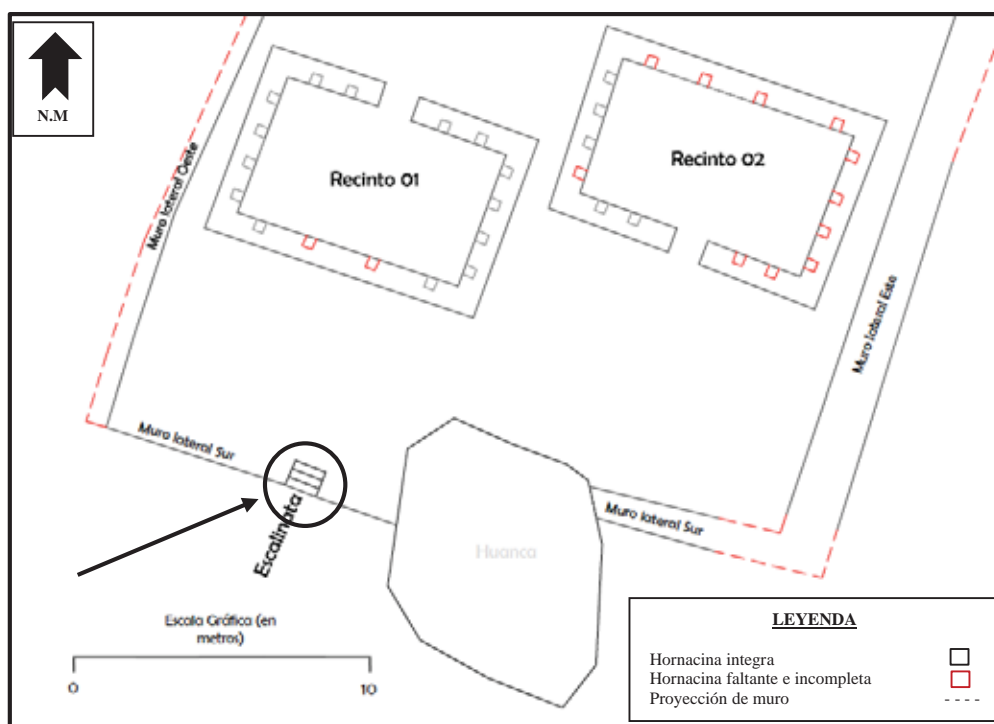 N.M
Recinto 01
Recinto 02
Muro lateral Oeste
Muro lateral Este
Muro lateral Sur
Escalinata
Muro lateral Sur
Huanca
Escala Gráfica (en
metros)
0
10
LEYENDA
Hornacina integra
Hornacina faltante e incompleta
Proyección de muro